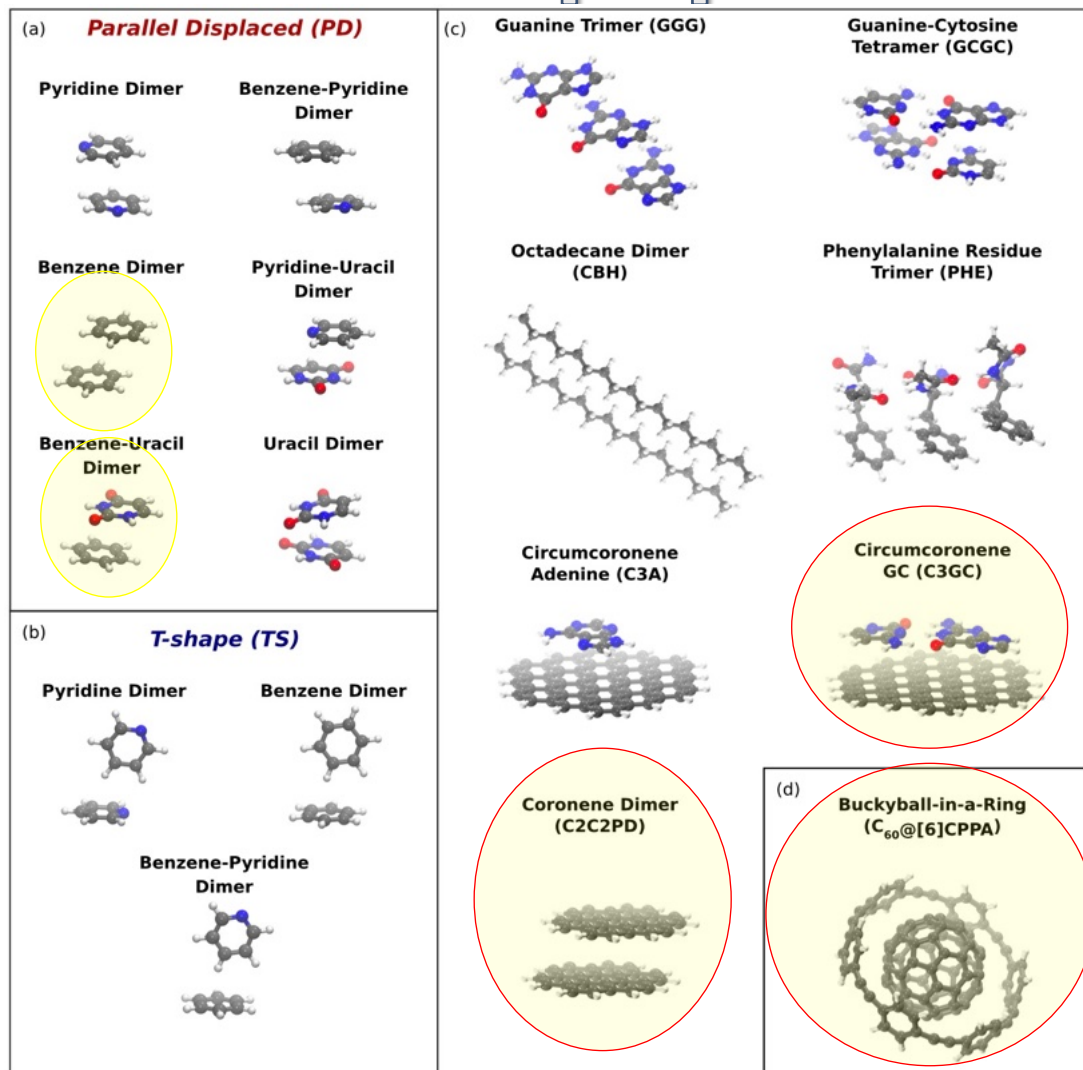 (a)
Parallel Displaced (PD)
Pyridine Dimer
Benzene-Pyridine
Dimer
Benzene Dimer
Pyridine-Uracil
Dimer
Benzene-Uracil
Dimer
Uracil Dimer
(b)
T-shape (TS)
Pyridine Dimer
Benzene Dimer
Benzene-Pyridine
Dimer
(c)
Guanine Trimer (GGG)
Guanine-Cytosine
Tetramer (GCGC)
Octadecane Dimer
(CBH)
Phenylalanine Residue
Trimer (PHE)
Circumcoronene
Adenine (C3A)
Circumcoronene
GC (C3GC)
Coronene Dimer
(C2C2PD)
(d)
Buckyball-in-a-Ring
(C₆₀@[6]CPPA)